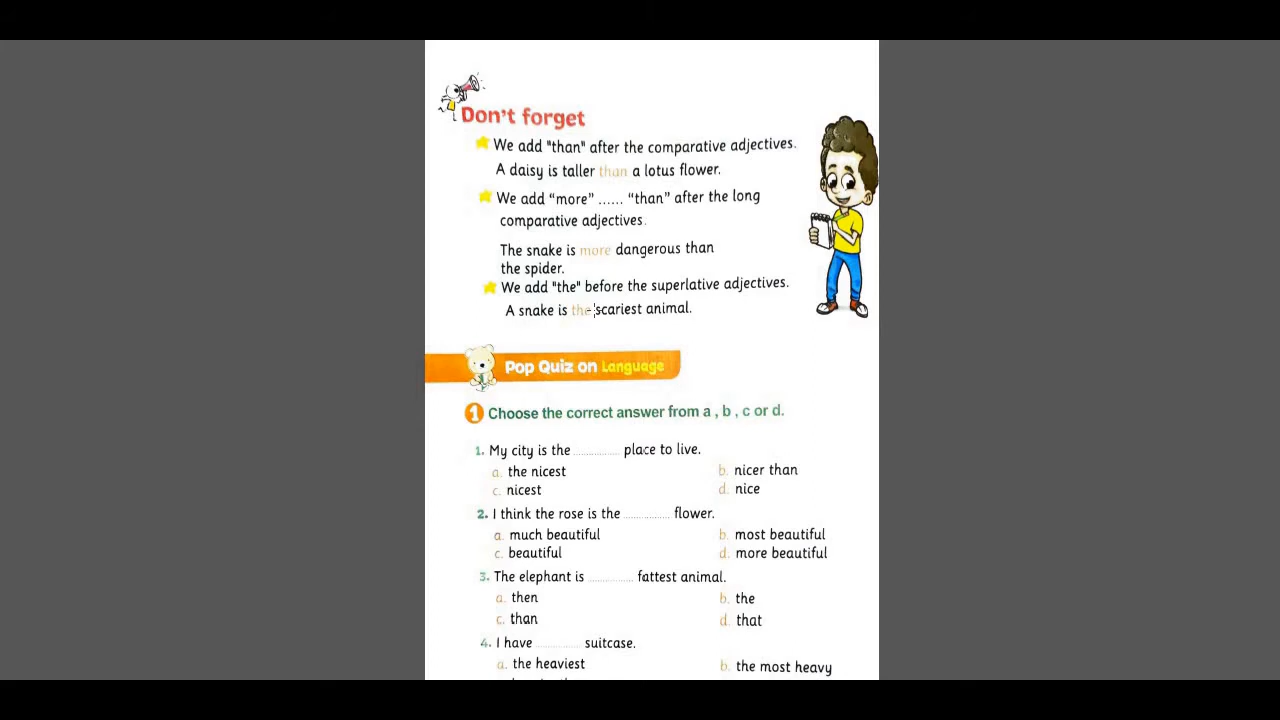 Don't forget
We add "than" after the comparative adjectives.
A daisy is taller than a lotus flower.
We add “more” ...... “than” after the long
comparative adjectives.
The snake is more dangerous than
the spider.
We add "the" before the superlative adjectives.
A snake is the scariest animal.
Pop Quiz on Language
1 Choose the correct answer from a , b , c or d.
1. My city is the .................. place to live.
a. the nicest b. nicer than
c. nicest d. nice
2. I think the rose is the .................. flower.
a. much beautiful b. most beautiful
c. beautiful d. more beautiful
3. The elephant is .................. fattest animal.
a. then b. the
c. than d. that
4. I have .................. suitcase.
a. the heaviest b. the most heavy